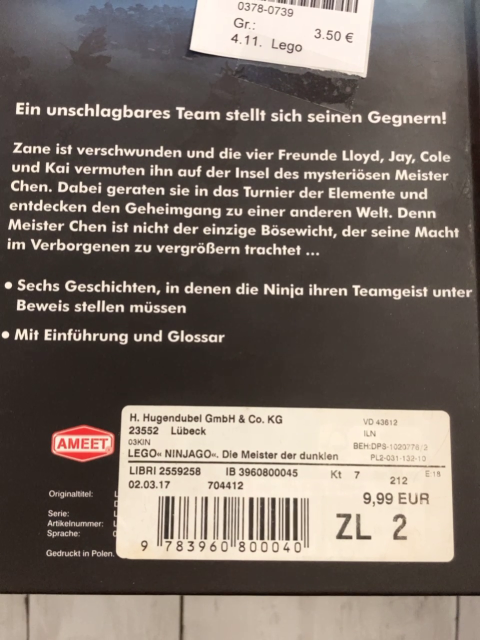 0378-0739
Gr.:
3.50 €
4.11. Lego
Ein unschlagbares Team stellt sich seinen Gegnern!
Zane ist verschwunden und die vier Freunde Lloyd, Jay, Cole
und Kai vermuten ihn auf der Insel des mysteriösen Meister
Chen. Dabei geraten sie in das Turnier der Elemente und
entdecken den Geheimgang zu einer anderen Welt. Denn
Meister Chen ist nicht der einzige Bösewicht, der seine Macht
im Verborgenen zu vergrößern trachtet ...
• Sechs Geschichten, in denen die Ninja ihren Teamgeist unter
Beweis stellen müssen
• Mit Einführung und Glossar
AMEET
H. Hugendubel GmbH & Co. KG
VD 43612
23552 Lübeck
ILN
03KIN
LEGO® NINJAGO®. Die Meister der dunklen
PL2-031-132-10
LIBRI 2559258 IB 3960800045 Kt 7 212 E:18
02.03.17 704412
9,99 EUR
ZL 2
9 783960 800040
Originaltitel:
Serie:
Artikelnummer:
Sprache:
Gedruckt in Polen.